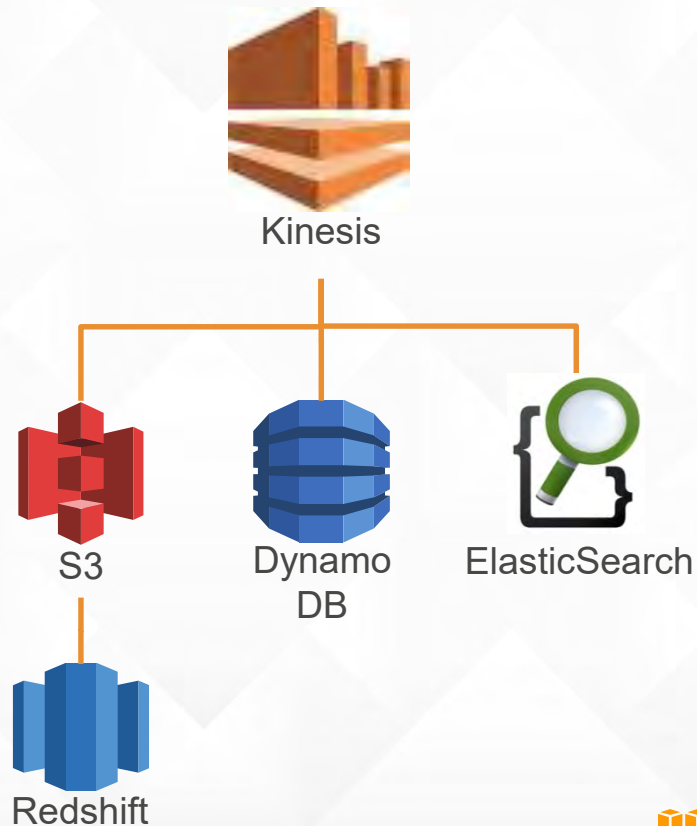 Kinesis
S3
Dynamo
DB
ElasticSearch
Redshift